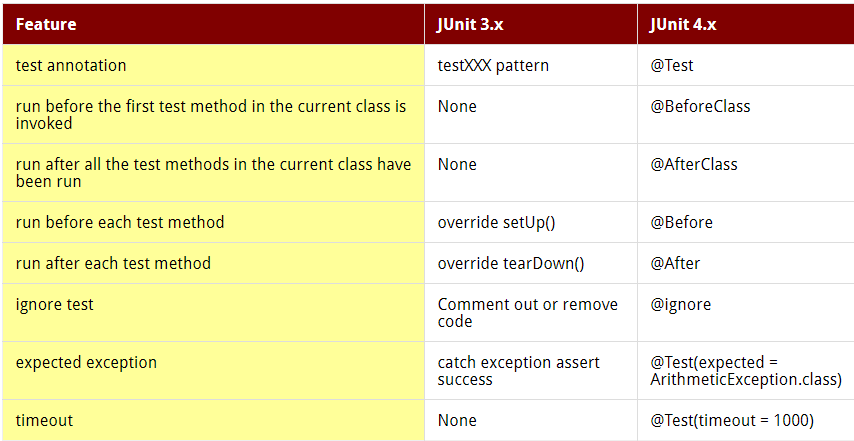 Feature JUnit 3.x JUnit 4.x
test annotation testXXX pattern @Test
run before the first test method in the current class is None @BeforeClass
invoked
run after all the test methods in the current class have None @AfterClass
been run
run before each test method override setUp() @Before
run after each test method override tearDown() @After
ignore test Comment out or remove @ignore
code
expected exception catch exception assert @Test(expected =
success ArithmeticException.class)
timeout None @Test(timeout = 1000)